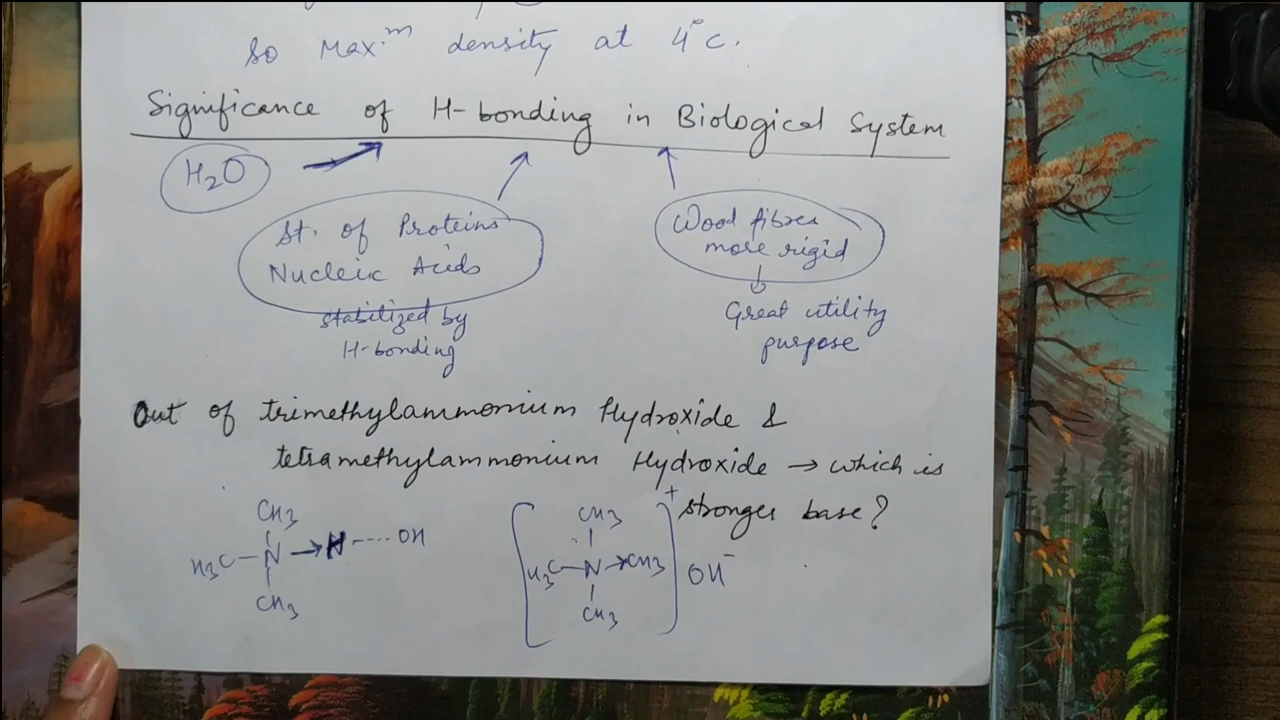 So Max.m density at 4°C.
Significance of H-bonding in Biological System
H2O
St. of Proteins
Nucleic Acids
stabilized by
H-bonding
Wood fibres
more rigid
Great utility
purpose
Out of trimethylammonium Hydroxide &
tetramethylammonium Hydroxide → which is
stronger base?
CH3
H3C—N→H----OH
CH3
[CH3
H3C—N→CH3
CH3]+ OH-